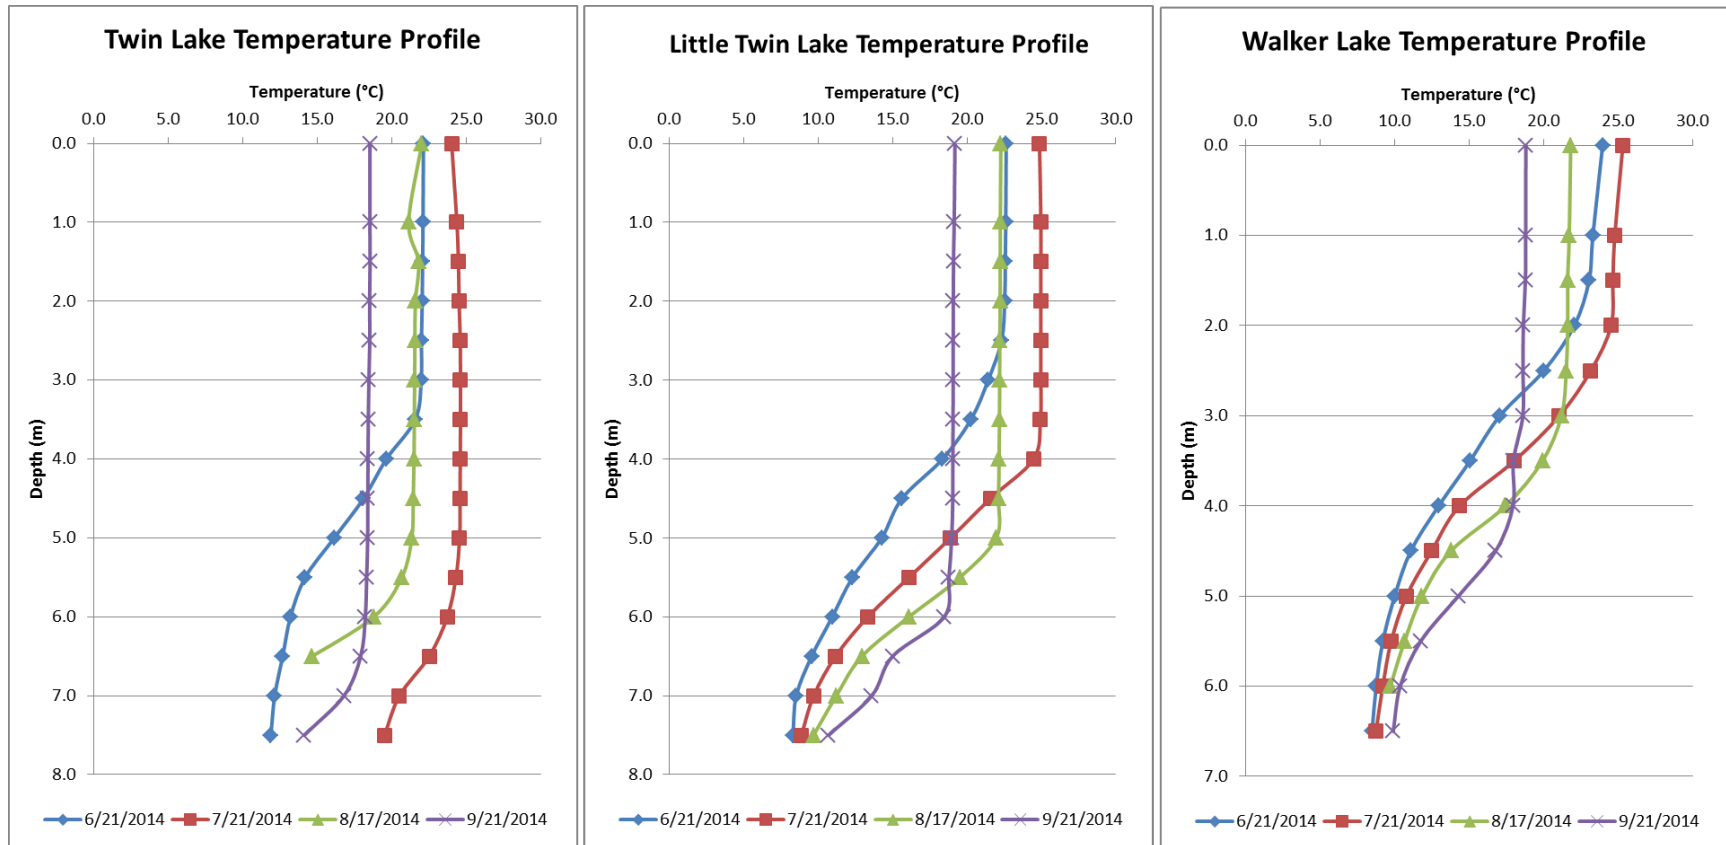 Twin Lake Temperature Profile
Temperature (°C)
0.0 5.0 10.0 15.0 20.0 25.0 30.0
0.0
1.0
2.0
3.0
4.0
5.0
6.0
7.0
8.0
Depth (m)
6/21/2014 7/21/2014 8/17/2014 9/21/2014
Little Twin Lake Temperature Profile
Temperature (°C)
0.0 5.0 10.0 15.0 20.0 25.0 30.0
0.0
1.0
2.0
3.0
4.0
5.0
6.0
7.0
8.0
Depth (m)
6/21/2014 7/21/2014 8/17/2014 9/21/2014
Walker Lake Temperature Profile
Temperature (°C)
0.0 5.0 10.0 15.0 20.0 25.0 30.0
0.0
1.0
2.0
3.0
4.0
5.0
6.0
7.0
Depth (m)
6/21/2014 7/21/2014 8/17/2014 9/21/2014